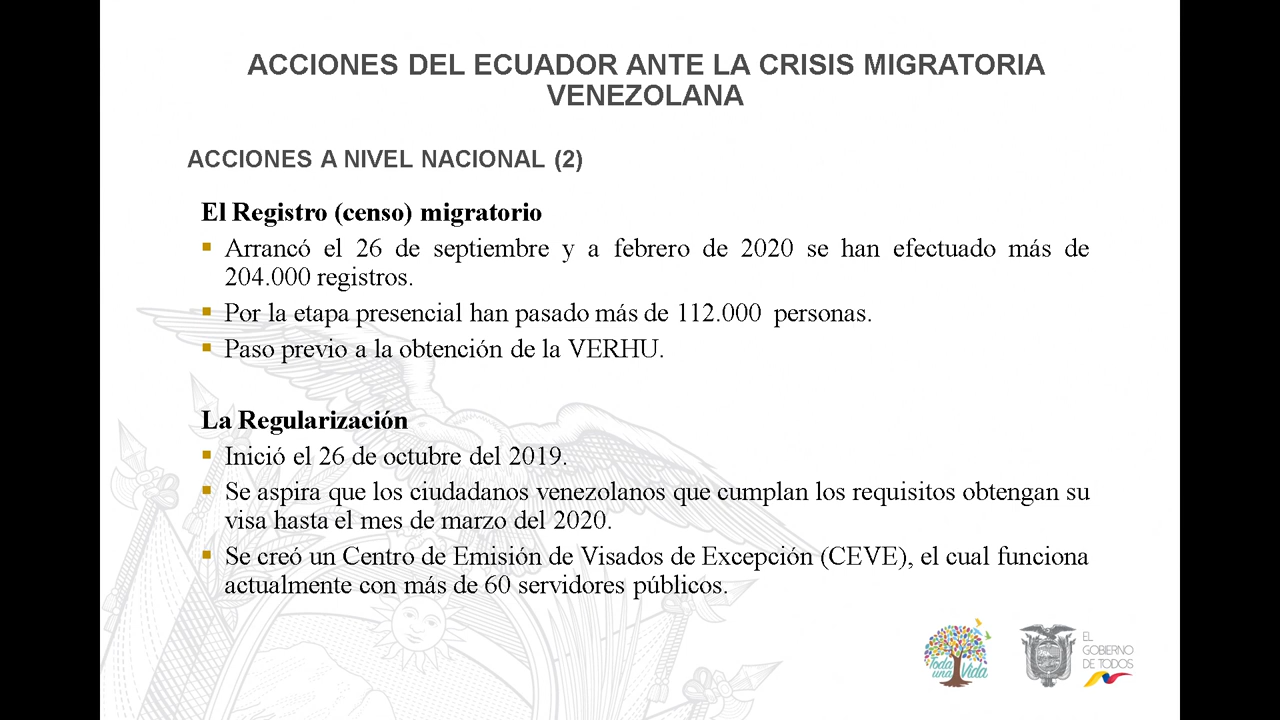 ACCIONES DEL ECUADOR ANTE LA CRISIS MIGRATORIA
VENEZOLANA
ACCIONES A NIVEL NACIONAL (2)
El Registro (censo) migratorio
Arrancó el 26 de septiembre y a febrero de 2020 se han efectuado más de
204.000 registros.
Por la etapa presencial han pasado más de 112.000 personas.
Paso previo a la obtención de la VERHU.
La Regularización
Inició el 26 de octubre del 2019.
Se aspira que los ciudadanos venezolanos que cumplan los requisitos obtengan su
visa hasta el mes de marzo del 2020.
Se creó un Centro de Emisión de Visados de Excepción (CEVE), el cual funciona
actualmente con más de 60 servidores públicos.
Toda
una Vida
EL
GOBIERNO
DE TODOS